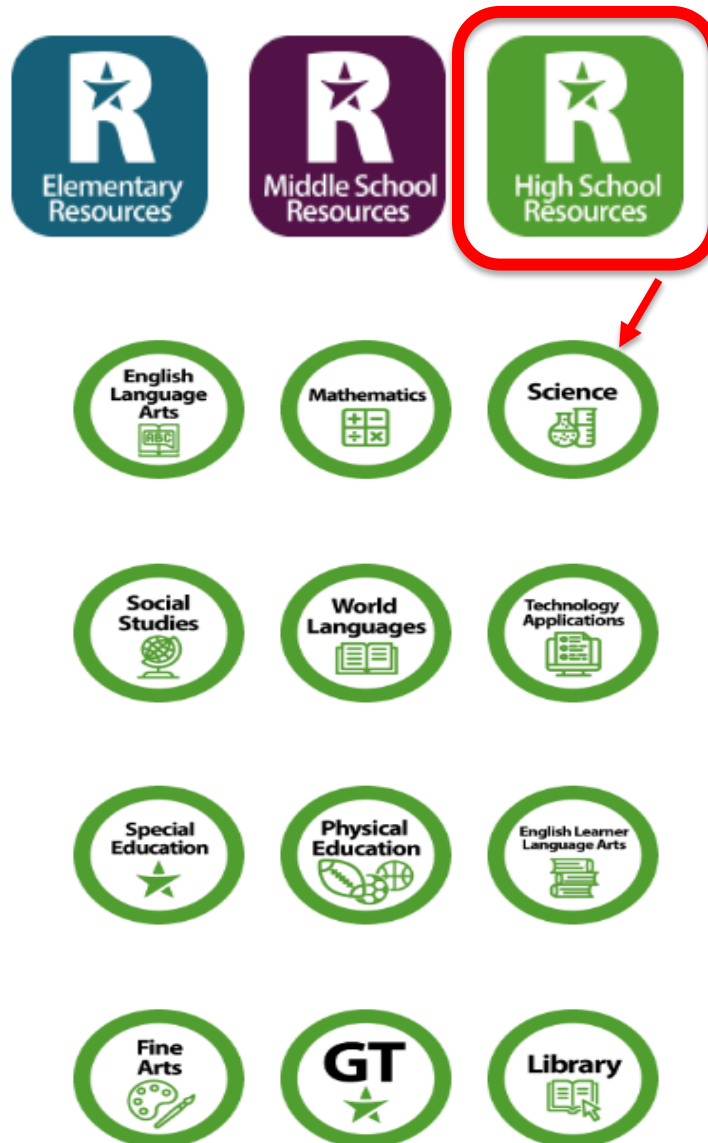 R
Elementary
Resources
R
Middle School
Resources
R
High School
Resources
English
Language
Arts
ABC
Mathematics
Science
Social
Studies
World
Languages
Technology
Applications
Special
Education
Physical
Education
English Learner
Language Arts
Fine
Arts
GT
Library